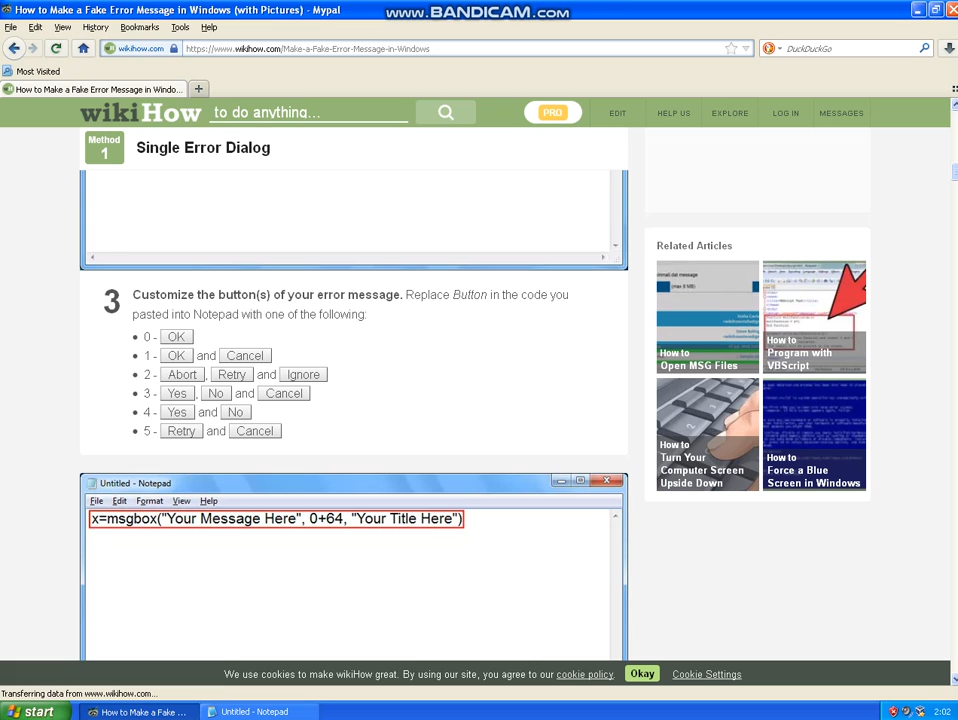 How to Make a Fake Error Message in Windows (with Pictures) - Mypal
www.BANDICAM.com
File Edit View History Bookmarks Tools Help
wikihow.com
https://www.wikihow.com/Make-a-Fake-Error-Message-in-Windows
DuckDuckGo
Most Visited
How to Make a Fake Error Message in Windo...
wikiHow to do anything... PRO EDIT HELP US EXPLORE LOG IN MESSAGES
Method
1
Single Error Dialog
3 Customize the button(s) of your error message. Replace Button in the code you
pasted into Notepad with one of the following:
• 0 - OK
• 1 - OK and Cancel
• 2 - Abort, Retry and Ignore
• 3 - Yes, No and Cancel
• 4 - Yes and No
• 5 - Retry and Cancel
Untitled - Notepad
File Edit Format View Help
x=msgbox("Your Message Here", 0+64, "Your Title Here")
Related Articles
How to
Open MSG Files
How to
Program with
VBScript
How to
Turn Your
Computer Screen
Upside Down
How to
Force a Blue
Screen in Windows
We use cookies to make wikiHow great. By using our site, you agree to our cookie policy. Okay Cookie Settings
Transferring data from www.wikihow.com...
start How to Make a Fake ... Untitled - Notepad 2:02